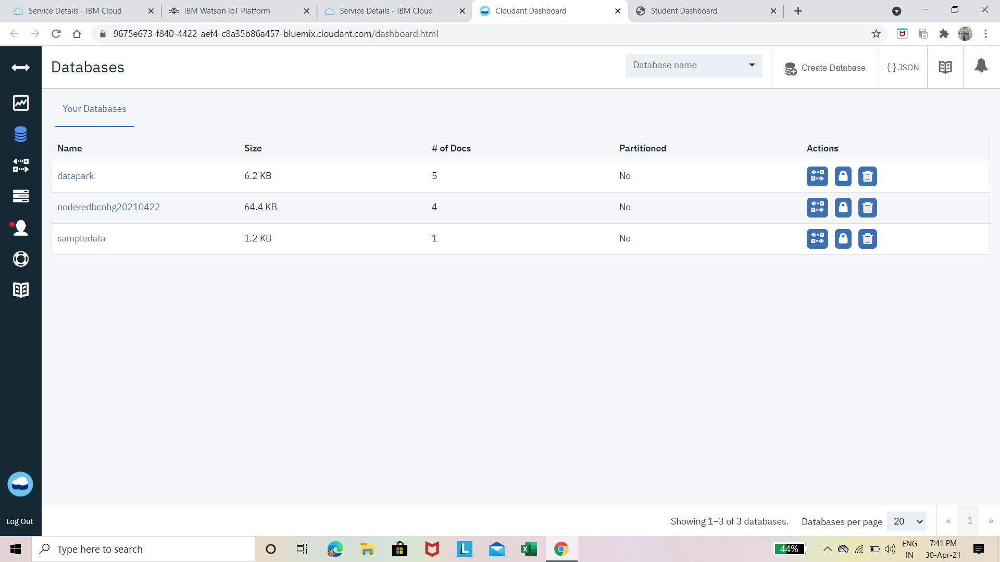 Service Details - IBM Cloud
IBM Watson IoT Platform
Service Details - IBM Cloud
Cloudant Dashboard
Student Dashboard
9675e673-f840-4422-aef4-c8a35b86a457-bluemix.cloudant.com/dashboard.html
Databases
Database name
Create Database
{ } JSON
Your Databases
Name Size # of Docs Partitioned Actions
datapark 6.2 KB 5 No
noderedbcnhg20210422 64.4 KB 4 No
sampledata 1.2 KB 1 No
Log Out
Showing 1–3 of 3 databases. Databases per page 20 « 1 »
Type here to search
L
X
44%
ENG
IN
7:41 PM
30-Apr-21